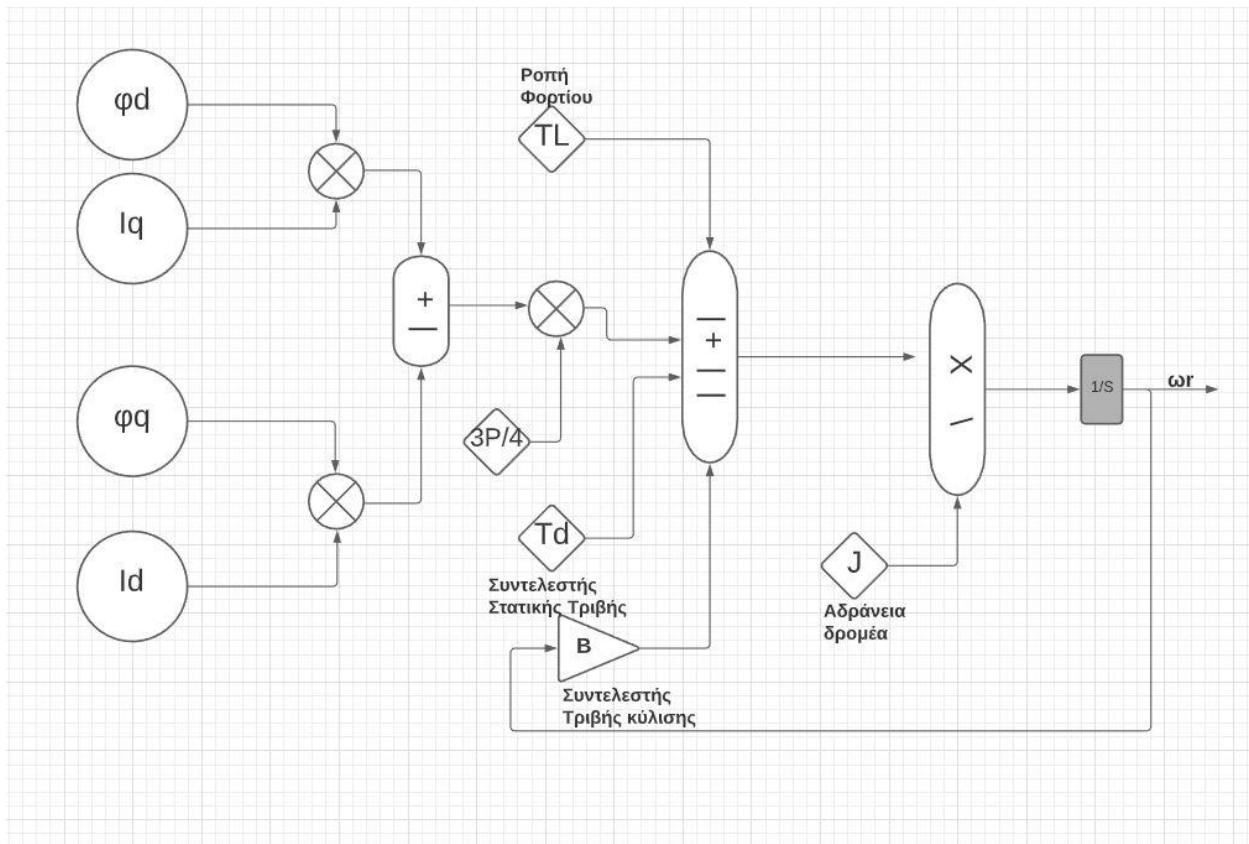 φd
Ιq
φq
Id
+
|
3P/4
Ροπή
Φορτίου
TL
Td
Συντελεστής
Στατικής Τριβής
B
Συντελεστής
Τριβής κύλισης
|
+
|
|
X
\
J
Αδράνεια
δρομέα
1/S
ωr